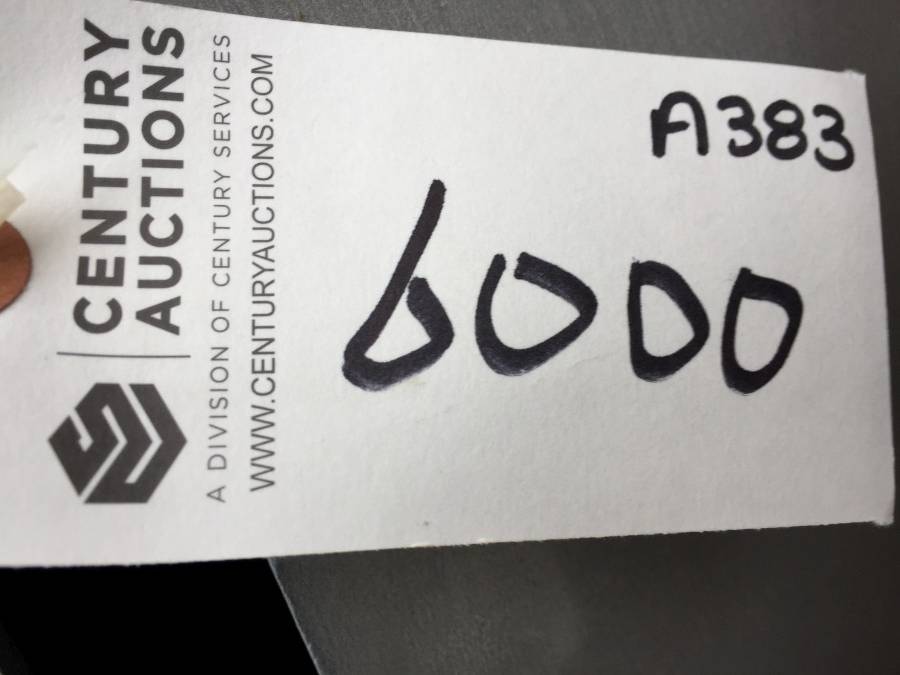 CENTURY
AUCTIONS
A DIVISION OF CENTURY SERVICES
WWW.CENTURYAUCTIONS.COM
A383
6000